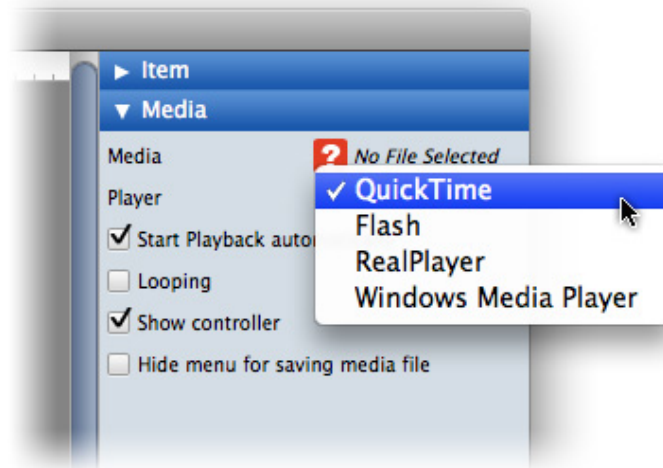 Item
Media
Media ? No File Selected
Player
✓ QuickTime
Flash
RealPlayer
Windows Media Player
Start Playback auto
Looping
Show controller
Hide menu for saving media file